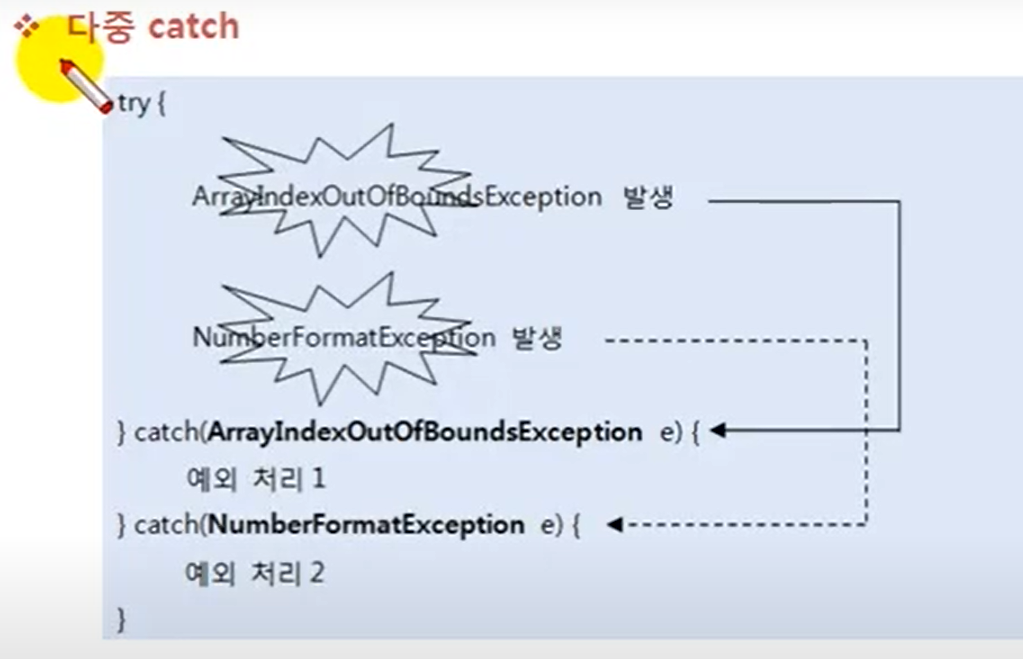 다중 catch
try {
ArrayIndexOutOfBoundsException 발생
NumberFormatException 발생
} catch(ArrayIndexOutOfBoundsException e) {
예외 처리 1
} catch(NumberFormatException e) {
예외 처리 2
}